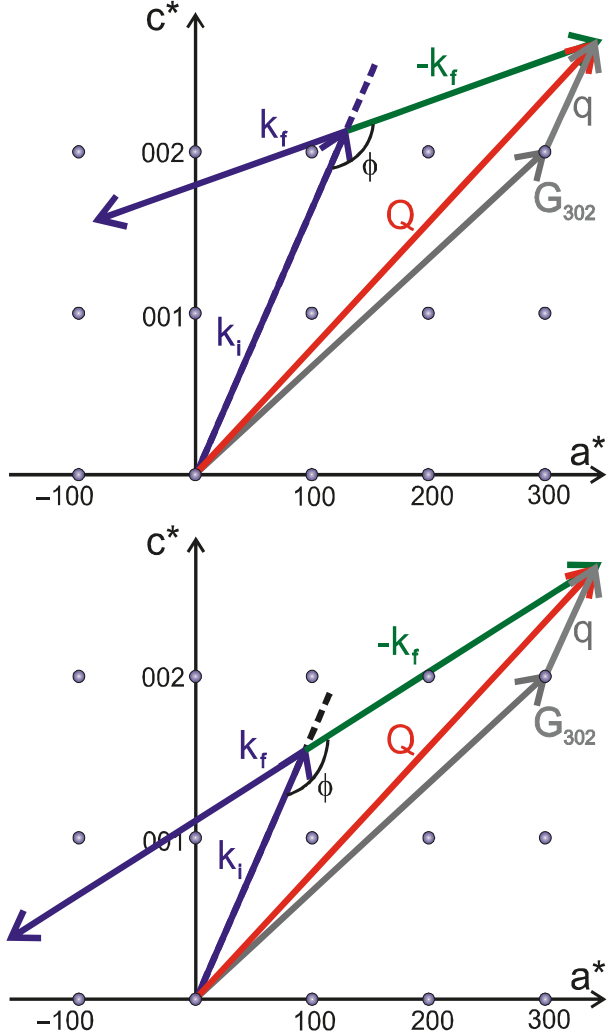 c*
-k_f
k_f
002
ϕ
q
G_302
Q
001
k_i
a*
–100
100
200
300
c*
-k_f
q
002
k_f
Q
G_302
ϕ
001
k_i
a*
-100
100
200
300